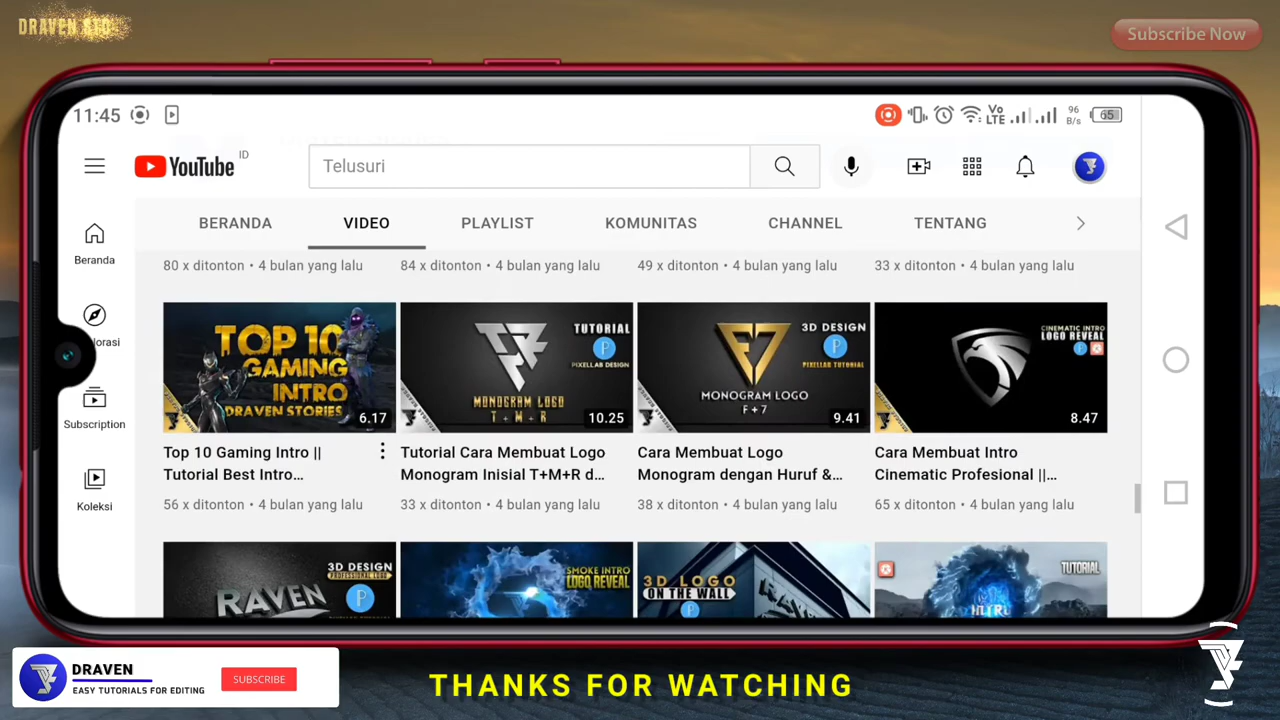 DRAVEN STO
Subscribe Now
11:45
Vo
LTE
96
B/s
65
YouTube
ID
Telusuri
BERANDA
VIDEO
PLAYLIST
KOMUNITAS
CHANNEL
TENTANG
Beranda
orasi
Subscription
Koleksi
80 x ditonton • 4 bulan yang lalu
84 x ditonton • 4 bulan yang lalu
49 x ditonton • 4 bulan yang lalu
33 x ditonton • 4 bulan yang lalu
TOP 10
GAMING
INTRO
DRAVEN STORIES
6.17
TUTORIAL
PIXELLAB DESIGN
MONOGRAM LOGO
T + M + R
10.25
3D DESIGN
PIXELLAB TUTORIAL
MONOGRAM LOGO
F + 7
9.41
CINEMATIC INTRO
LOGO REVEAL
8.47
Top 10 Gaming Intro ||
Tutorial Best Intro…
56 x ditonton • 4 bulan yang lalu
Tutorial Cara Membuat Logo
Monogram Inisial T+M+R d…
33 x ditonton • 4 bulan yang lalu
Cara Membuat Logo
Monogram dengan Huruf &…
38 x ditonton • 4 bulan yang lalu
Cara Membuat Intro
Cinematic Profesional ||…
65 x ditonton • 4 bulan yang lalu
3D DESIGN
PROFESSIONAL LOGO
RAVEN
SMOKE INTRO
LOGO REVEAL
3D LOGO
ON THE WALL
RAVEN
TUTORIAL
INTRO
DRAVEN
EASY TUTORIALS FOR EDITING
SUBSCRIBE
THANKS FOR WATCHING